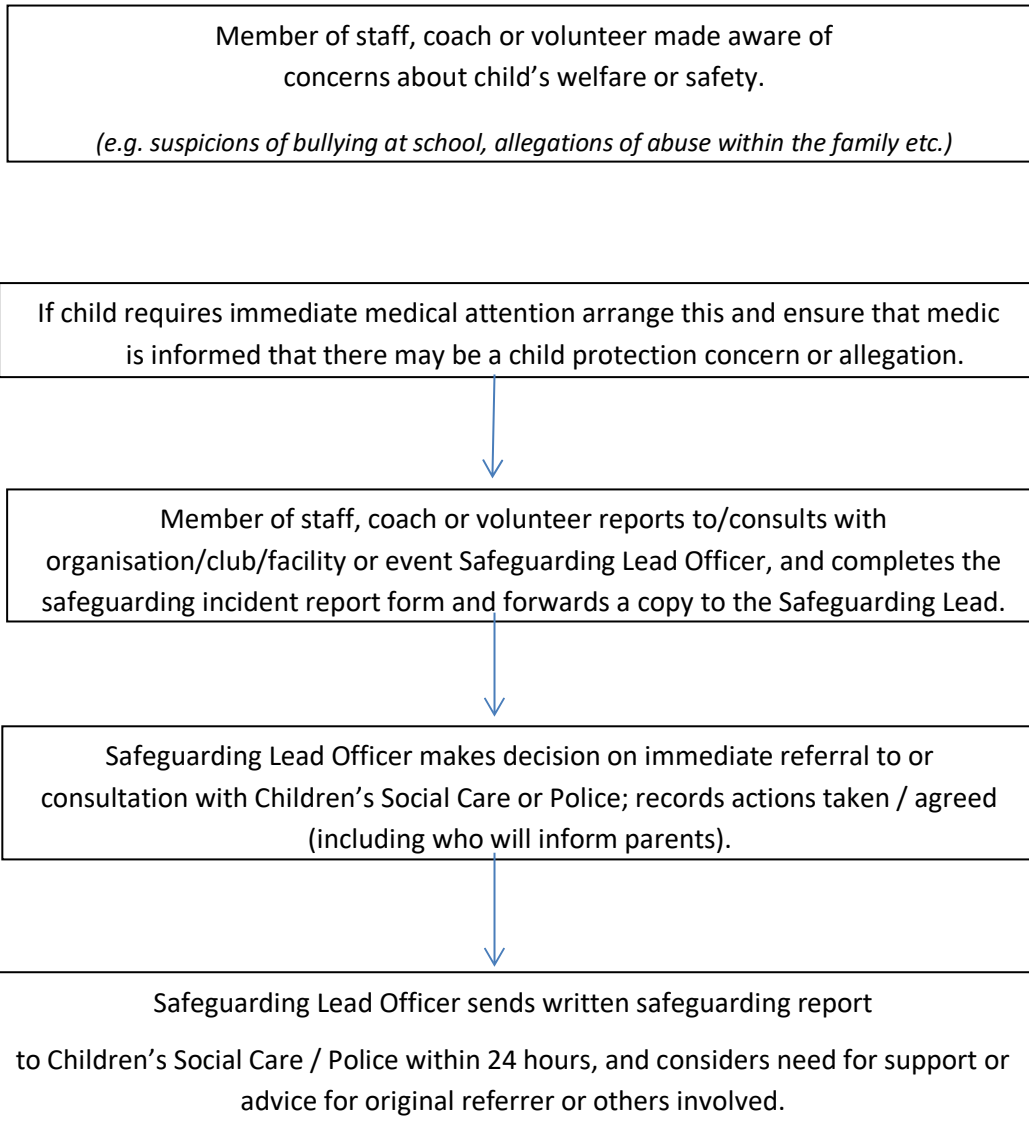 Member of staff, coach or volunteer made aware of
concerns about child’s welfare or safety.
(e.g. suspicions of bullying at school, allegations of abuse within the family etc.)
If child requires immediate medical attention arrange this and ensure that medic
is informed that there may be a child protection concern or allegation.
Member of staff, coach or volunteer reports to/consults with
organisation/club/facility or event Safeguarding Lead Officer, and completes the
safeguarding incident report form and forwards a copy to the Safeguarding Lead.
Safeguarding Lead Officer makes decision on immediate referral to or
consultation with Children’s Social Care or Police; records actions taken / agreed
(including who will inform parents).
Safeguarding Lead Officer sends written safeguarding report
to Children’s Social Care / Police within 24 hours, and considers need for support or
advice for original referrer or others involved.